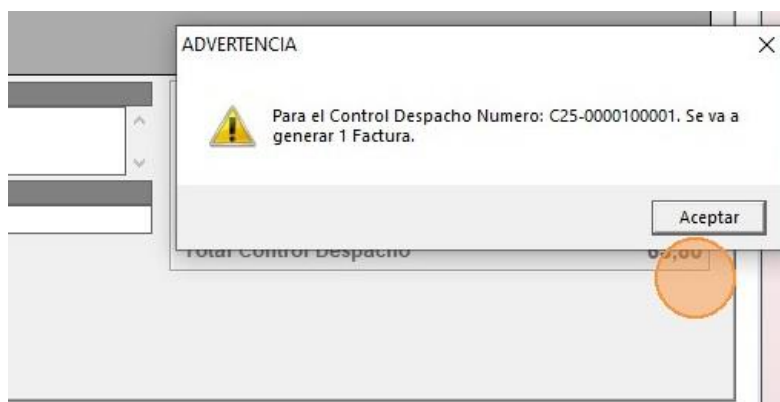 ADVERTENCIA
Para el Control Despacho Numero: C25-0000100001. Se va a
generar 1 Factura.
Aceptar
Total Control Despacho